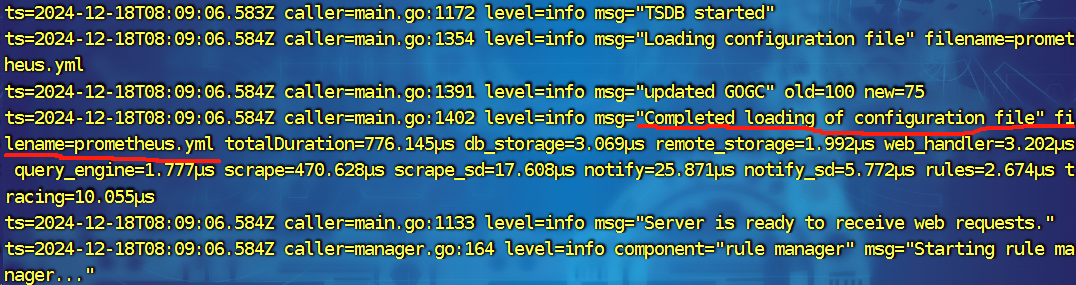 ts=2024-12-18T08:09:06.583Z caller=main.go:1172 level=info msg="TSDB started"
ts=2024-12-18T08:09:06.584Z caller=main.go:1354 level=info msg="Loading configuration file" filename=promet
heus.yml
ts=2024-12-18T08:09:06.584Z caller=main.go:1391 level=info msg="updated GOGC" old=100 new=75
ts=2024-12-18T08:09:06.584Z caller=main.go:1402 level=info msg="Completed loading of configuration file" fi
lename=prometheus.yml totalDuration=776.145µs db_storage=3.069µs remote_storage=1.992µs web_handler=3.202µs
 query_engine=1.777µs scrape=470.628µs scrape_sd=17.608µs notify=25.871µs notify_sd=5.772µs rules=2.674µs t
racing=10.055µs
ts=2024-12-18T08:09:06.584Z caller=main.go:1133 level=info msg="Server is ready to receive web requests."
ts=2024-12-18T08:09:06.584Z caller=manager.go:164 level=info component="rule manager" msg="Starting rule ma
nager..."